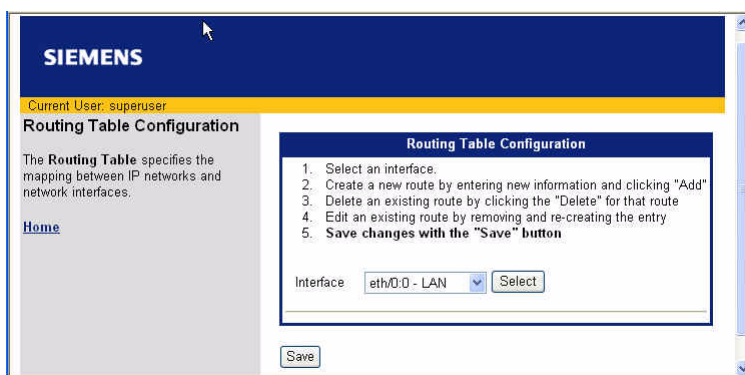 SIEMENS
Current User: superuser
Routing Table Configuration
The Routing Table specifies the
mapping between IP networks and
network interfaces.
Home
Routing Table Configuration
1. Select an interface.
2. Create a new route by entering new information and clicking "Add"
3. Delete an existing route by clicking the "Delete" for that route
4. Edit an existing route by removing and re-creating the entry
5. Save changes with the "Save" button
Interface eth/0:0 - LAN Select
Save